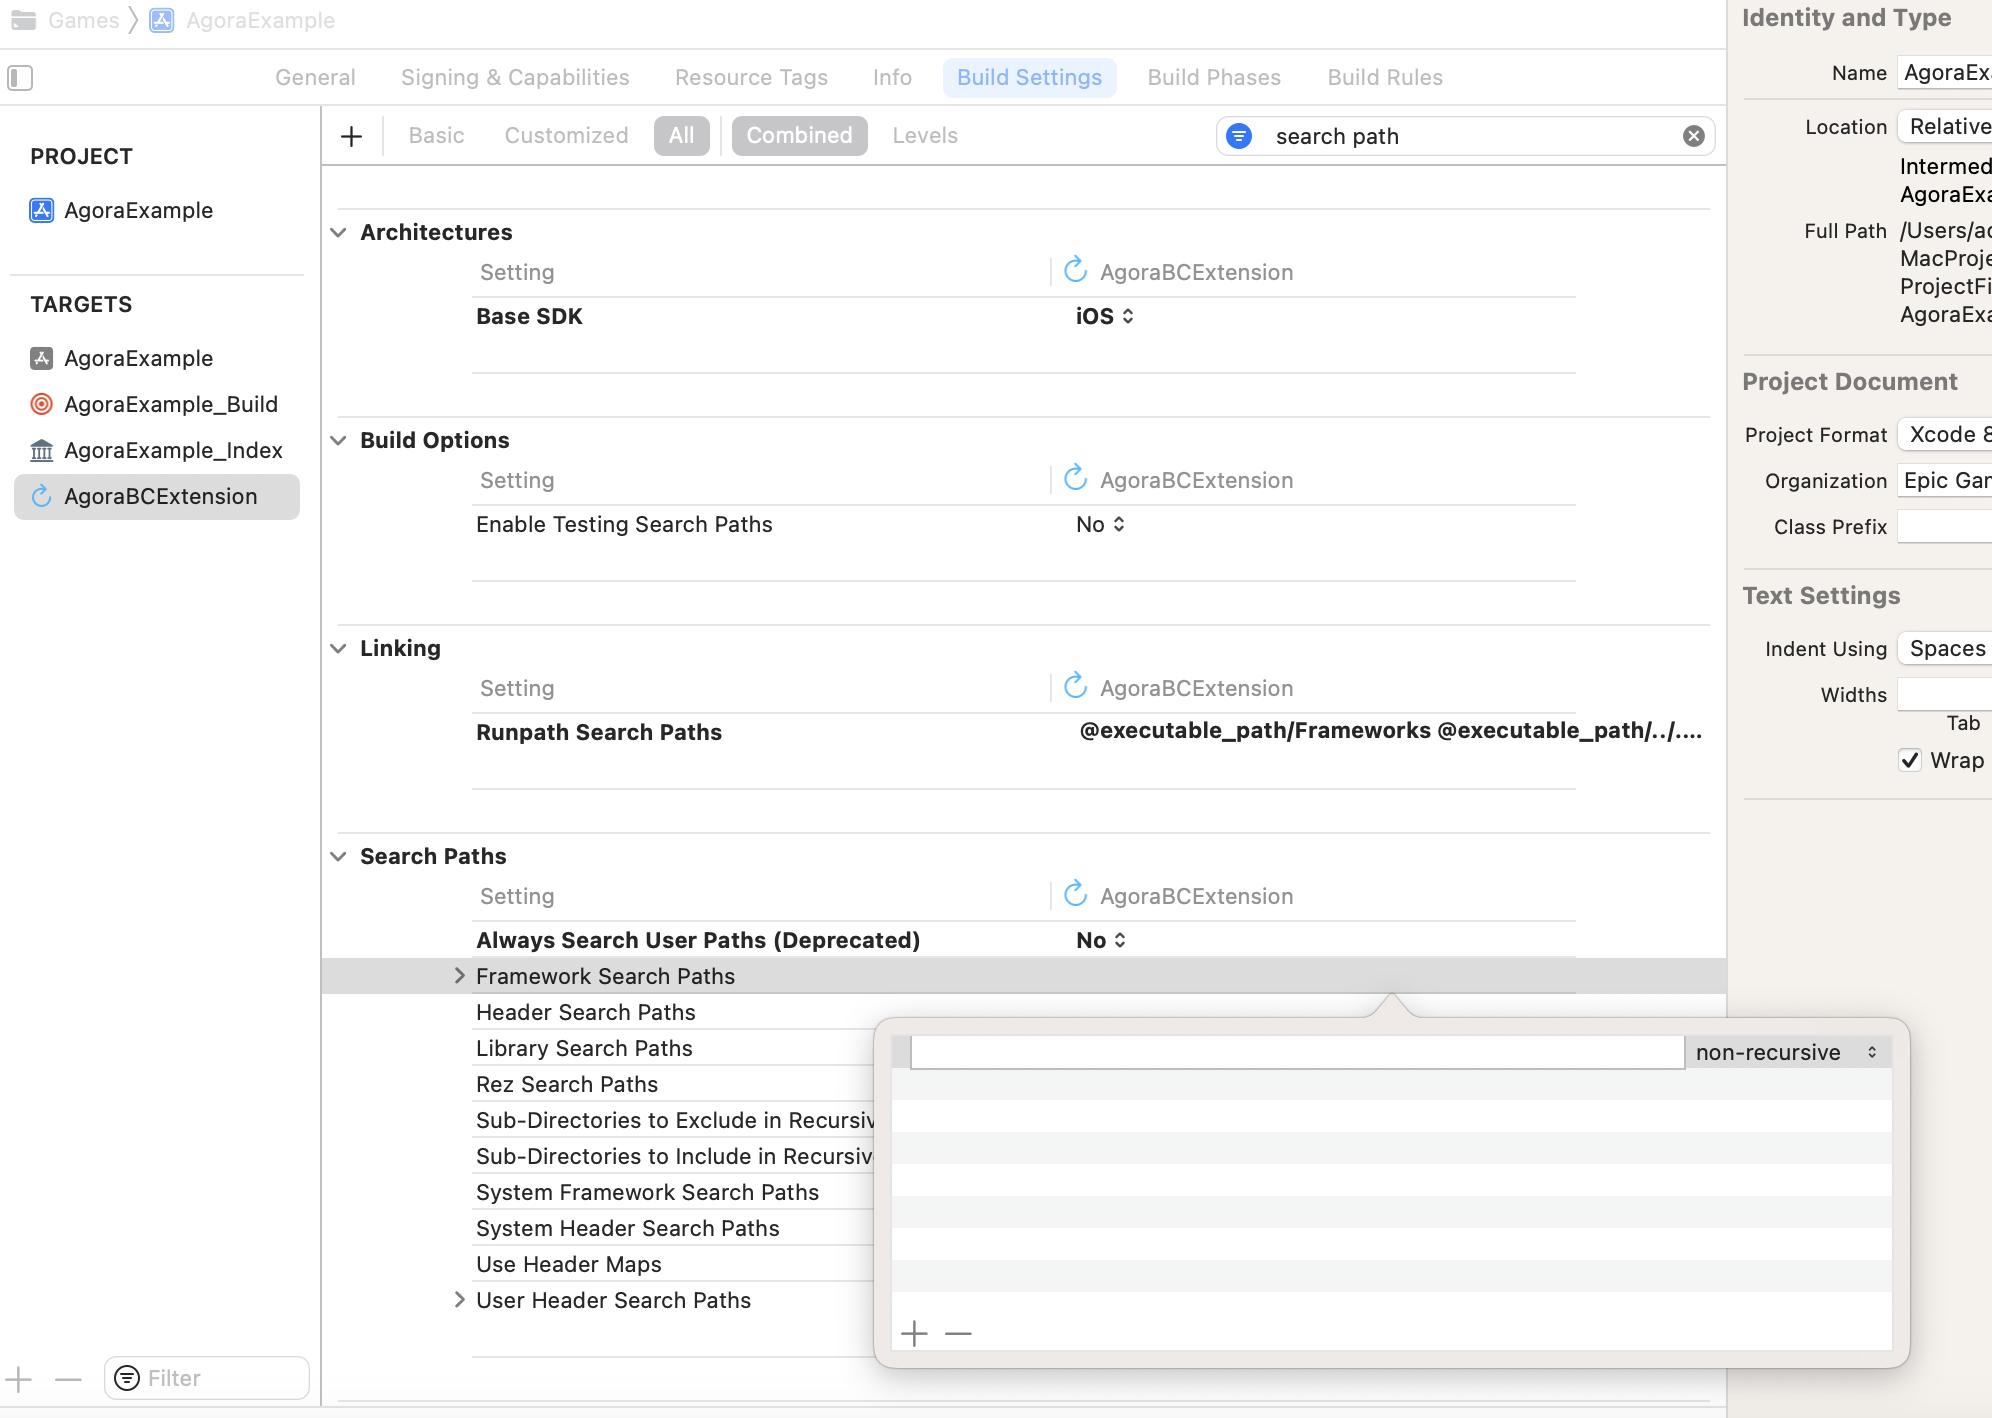 Games AgoraExample
General Signing & Capabilities Resource Tags Info Build Settings Build Phases Build Rules
Basic Customized All Combined Levels search path
PROJECT
AgoraExample
TARGETS
AgoraExample
AgoraExample_Build
AgoraExample_Index
AgoraBCExtension
Filter
Architectures
Setting AgoraBCExtension
Base SDK iOS
Build Options
Setting AgoraBCExtension
Enable Testing Search Paths No
Linking
Setting AgoraBCExtension
Runpath Search Paths @executable_path/Frameworks @executable_path/../....
Search Paths
Setting AgoraBCExtension
Always Search User Paths (Deprecated) No
Framework Search Paths
Header Search Paths
Library Search Paths
Rez Search Paths
Sub-Directories to Exclude in Recursiv
Sub-Directories to Include in Recursiv
System Framework Search Paths
System Header Search Paths
Use Header Maps
User Header Search Paths
non-recursive
Identity and Type
Name AgoraEx
Location Relative
Intermed
AgoraExa
Full Path /Users/ac
MacProje
ProjectFi
AgoraExa
Project Document
Project Format Xcode 8
Organization Epic Gar
Class Prefix
Text Settings
Indent Using Spaces
Widths
Tab
Wrap